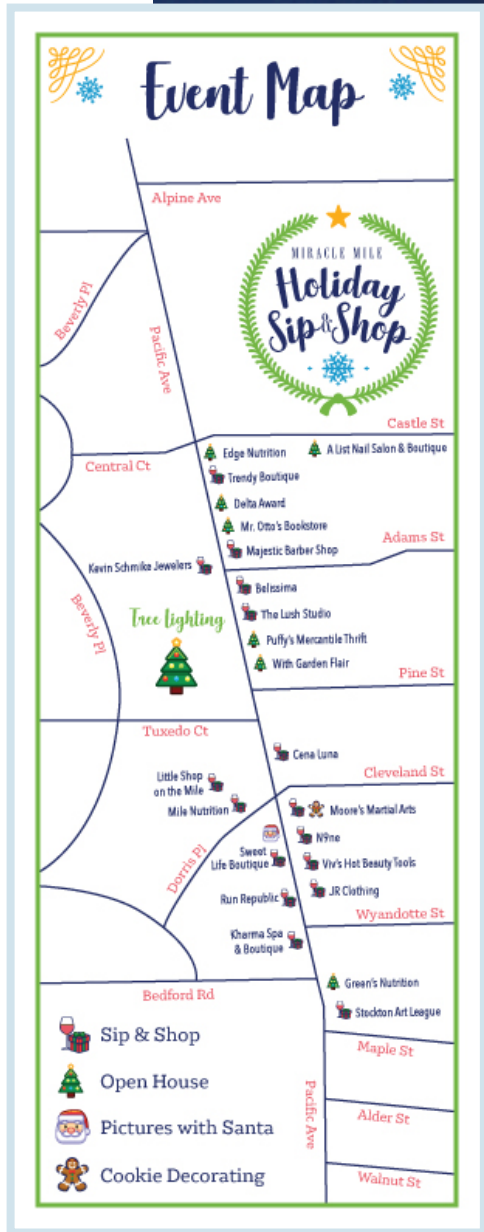 Event Map
Alpine Ave
MIRACLE MILE
Holiday
Sip & Shop
Beverly Pl
Pacific Ave
Castle St
Central Ct
Edge Nutrition
A List Nail Salon & Boutique
Trendy Boutique
Delta Award
Mr. Otto's Bookstore
Adams St
Majestic Barber Shop
Kevin Schmike Jewelers
Belissima
Beverly Pl
The Lush Studio
Tree Lighting
Puffy's Mercantile Thrift
With Garden Flair
Pine St
Tuxedo Ct
Cena Luna
Cleveland St
Little Shop
on the Mile
Mile Nutrition
Moore's Martial Arts
N9ne
Sweet
Life Boutique
Viv's Hot Beauty Tools
Dorris Pl
JR Clothing
Run Republic
Wyandotte St
Kharma Spa
& Boutique
Green's Nutrition
Bedford Rd
Stockton Art League
Sip & Shop
Maple St
Open House
Pacific Ave
Alder St
Pictures with Santa
Cookie Decorating
Walnut St